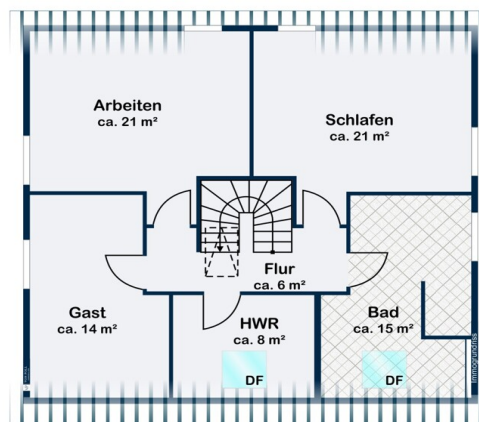 Arbeiten
ca. 21 m²
Schlafen
ca. 21 m²
Flur
ca. 6 m²
Gast
ca. 14 m²
HWR
ca. 8 m²
Bad
ca. 15 m²
DF
DF
Immogrundriss